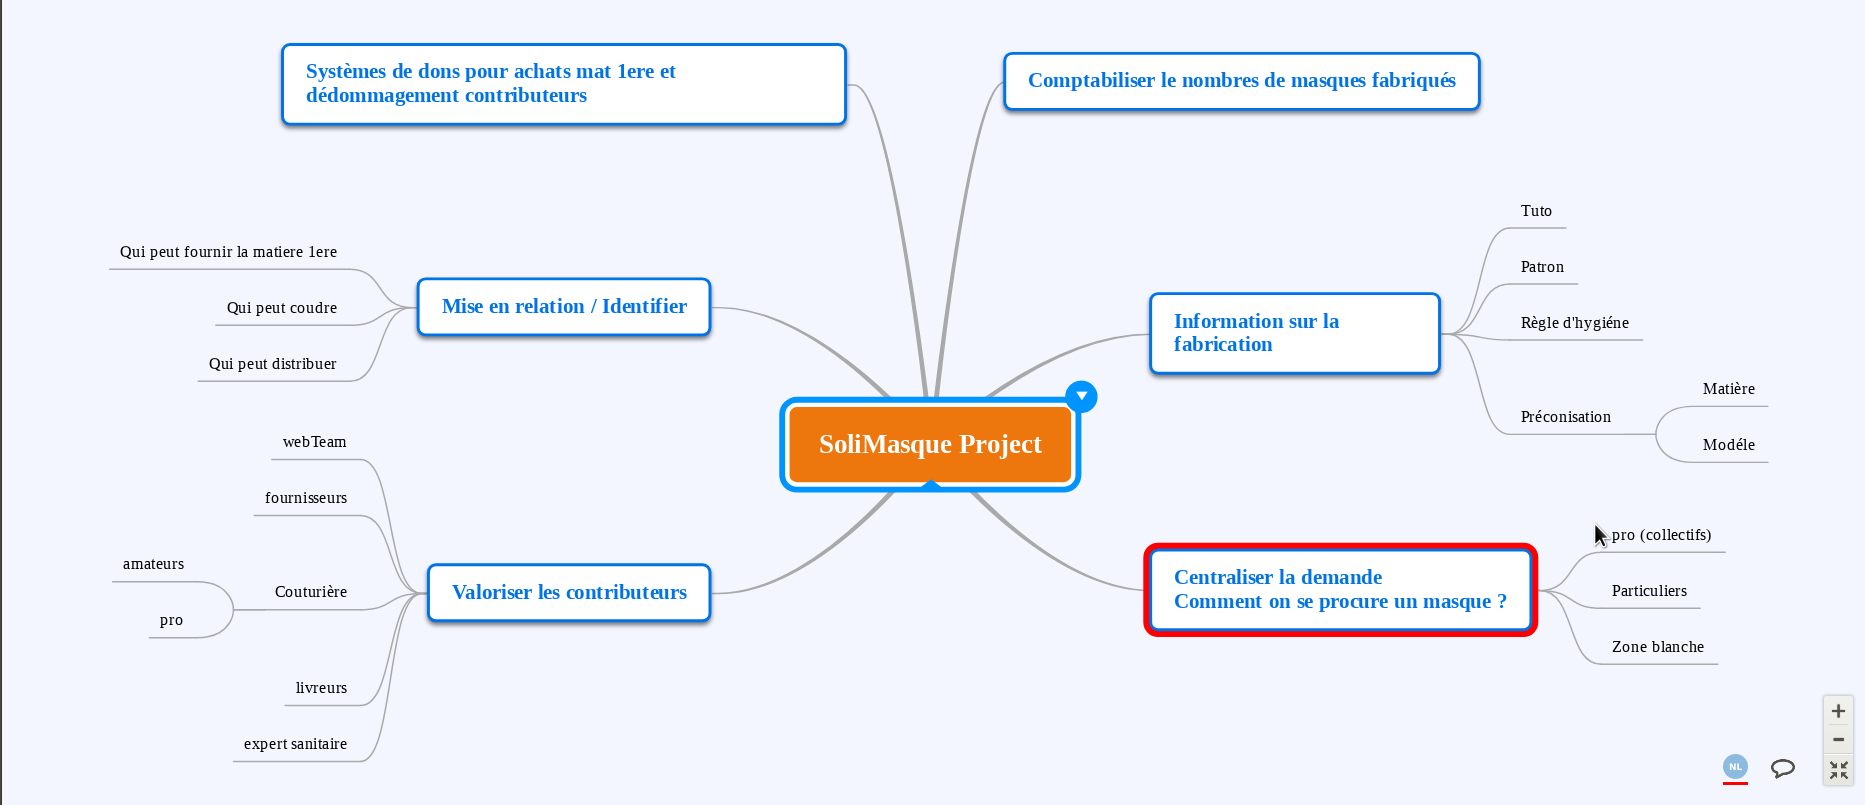 Systèmes de dons pour achats mat 1ere et
dédommagement contributeurs
Comptabiliser le nombres de masques fabriqués
Qui peut fournir la matiere 1ere
Qui peut coudre
Qui peut distribuer
Mise en relation / Identifier
Information sur la
fabrication
Tuto
Patron
Règle d'hygiéne
Préconisation
Matière
Modéle
SoliMasque Project
webTeam
fournisseurs
amateurs
pro
Couturière
livreurs
expert sanitaire
Valoriser les contributeurs
Centraliser la demande
Comment on se procure un masque ?
pro (collectifs)
Particuliers
Zone blanche
NL